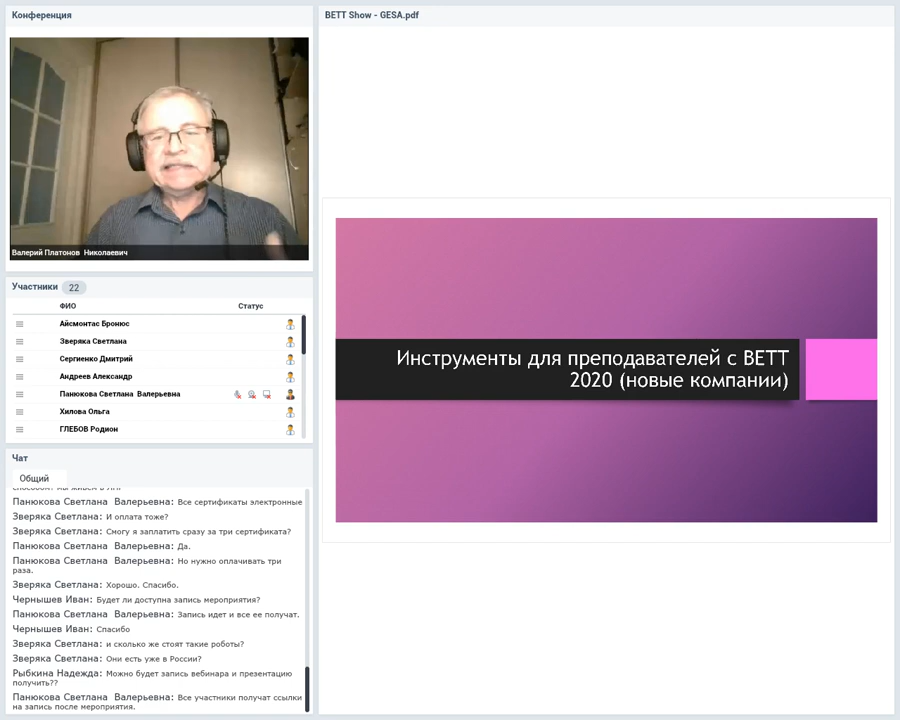 Конференция
Валерий Платонов Николаевич
Участники 22
ФИО Статус
Айсмонтас Бронюс
Зверяка Светлана
Сергиенко Дмитрий
Андреев Александр
Панюкова Светлана Валерьевна
Хилова Ольга
ГЛЕБОВ Родион
Чат
Общий
Панюкова Светлана Валерьевна: Все сертификаты электронные
Зверяка Светлана: И оплата тоже?
Зверяка Светлана: Смогу я заплатить сразу за три сертификата?
Панюкова Светлана Валерьевна: Да.
Панюкова Светлана Валерьевна: Но нужно оплачивать три
раза.
Зверяка Светлана: Хорошо. Спасибо.
Чернышев Иван: Будет ли доступна запись мероприятия?
Панюкова Светлана Валерьевна: Запись идет и все ее получат.
Чернышев Иван: Спасибо
Зверяка Светлана: и сколько же стоят такие роботы?
Зверяка Светлана: Они есть уже в России?
Рыбкина Надежда: Можно будет запись вебинара и презентацию
получить??
Панюкова Светлана Валерьевна: Все участники получат ссылки
на запись после мероприятия.
BETT Show - GESA.pdf
Инструменты для преподавателей с BETT
2020 (новые компании)